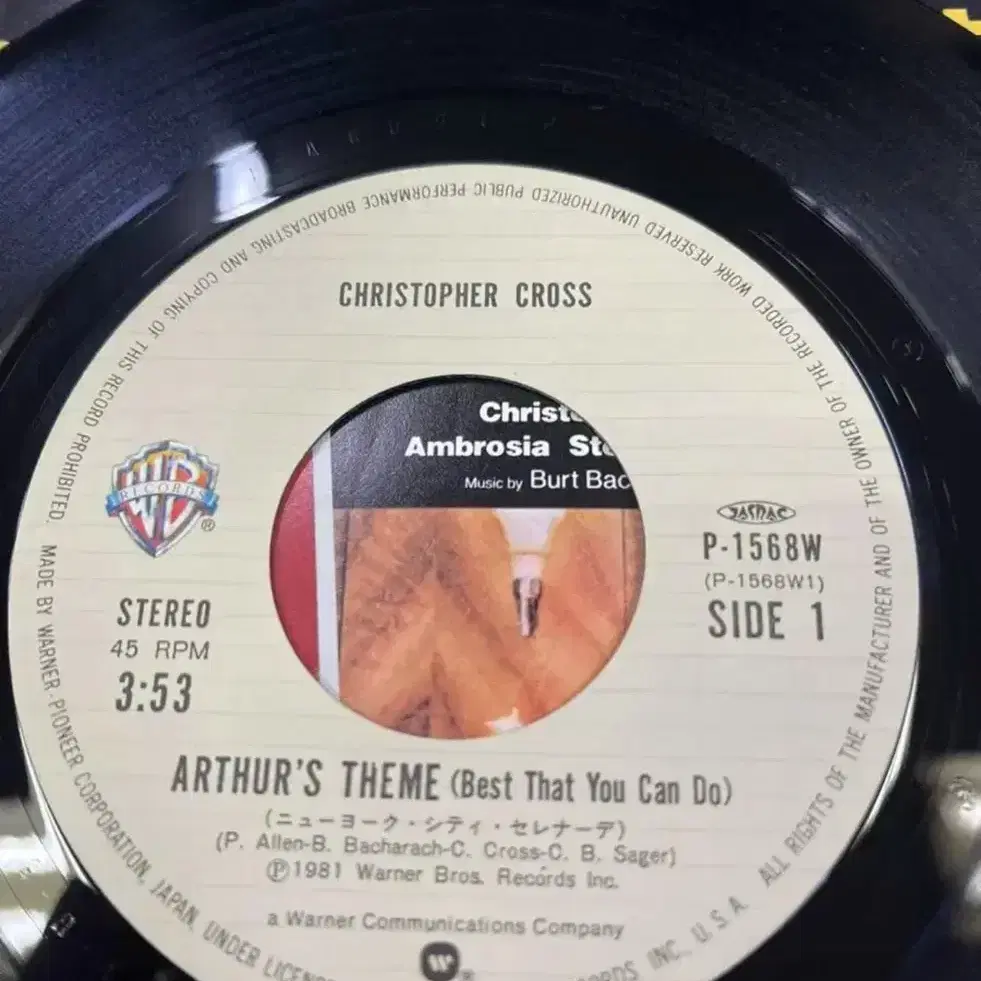 CHRISTOPHER CROSS
Christ
Ambrosia Ste
Music by Burt Bac
WB
RECORDS
®
STEREO
45 RPM
3:53
JASRAC
P-1568W
(P-1568W1)
SIDE 1
ARTHUR'S THEME (Best That You Can Do)
(ニューヨーク・シティ・セレナーデ)
(P. Allen-B. Bacharach-C. Cross-C. B. Sager)
Ⓟ1981 Warner Bros. Records Inc.
a Warner Communications Company
MADE BY WARNER-PIONEER CORPORATION, JAPAN. UNDER LICEN
RDS INC., U.S.A. ALL RIGHTS OF THE MANUFACTURER AND OF THE OWNER OF THE RECORDED WORK RESERVED UNAUTHORIZED PUBLIC PERFORMANCE BROADCASTING AND COPYING OF THIS RECORD PROHIBITED.